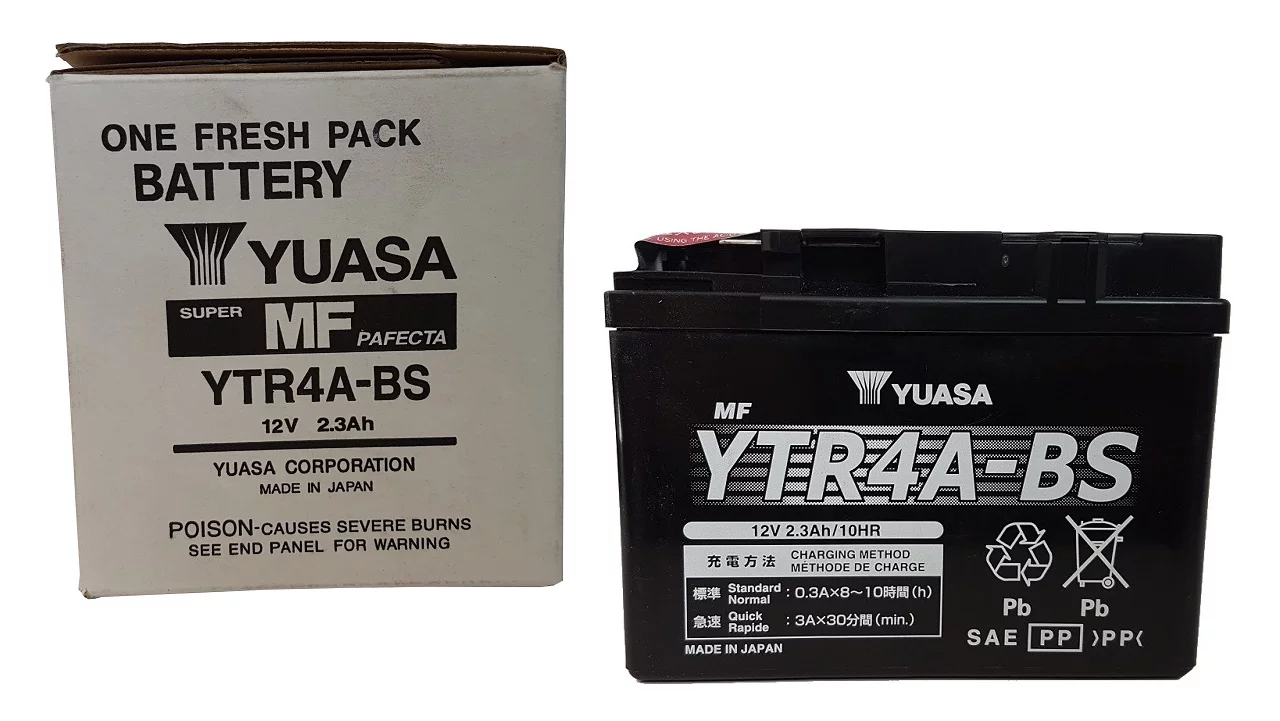 ONE FRESH PACK
BATTERY
YUASA
SUPER MF PAFECTA
YTR4A-BS
12V 2.3Ah
YUASA CORPORATION
MADE IN JAPAN
POISON-CAUSES SEVERE BURNS
SEE END PANEL FOR WARNING
USING THE
YUASA
MF
YTR4A-BS
12V 2.3Ah/10HR
充電方法 CHARGING METHOD
MÉTHODE DE CHARGE
標準 Standard Normal : 0.3A×8〜10時間(h)
急速 Quick Rapide : 3A×30分間(min.)
MADE IN JAPAN
Pb Pb
SAE PP >PP<